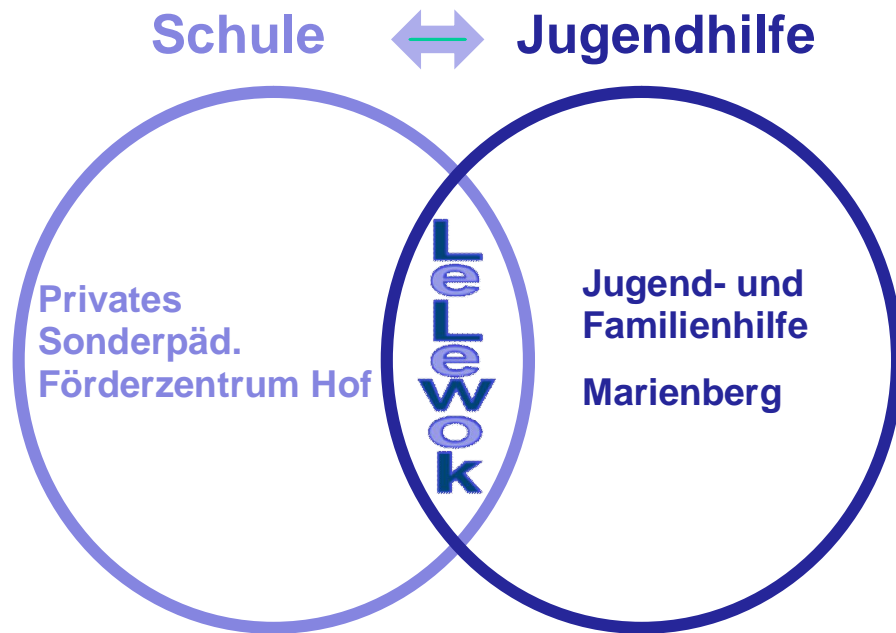 Schule Jugendhilfe
Privates
Sonderpäd.
Förderzentrum Hof
LeLewok
Jugend- und
Familienhilfe
Marienberg